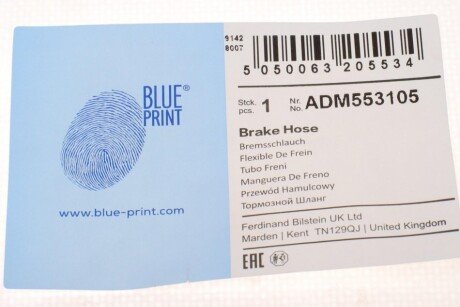 BLUE®
PRINT
www.blue-print.com
9142
8007
5 050063 205534
Stck. 1 Nr. ADM553105
pcs. No.
Brake Hose
Bremsschlauch
Flexible De Frein
Tubo Freni
Manguera De Freno
Przewód Hamulcowy
Тормозной Шланг
Ferdinand Bilstein UK Ltd
Marden | Kent TN129QJ | United Kingdom
EAC